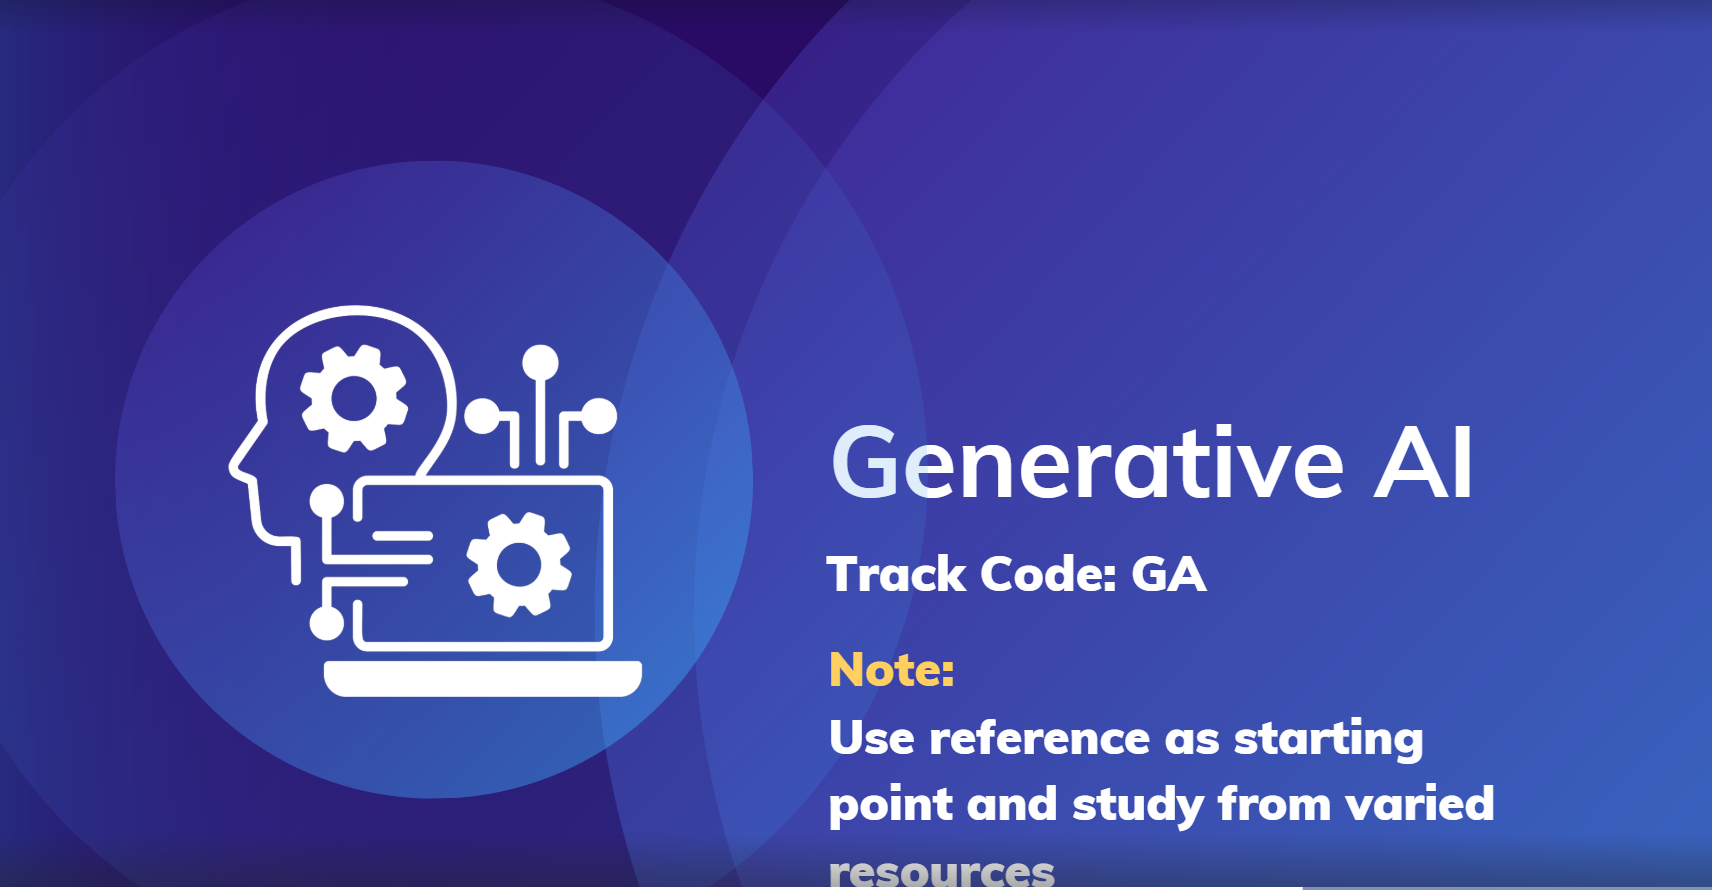 Generative AI
Track Code: GA
Note:
Use reference as starting
point and study from varied
resources